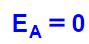 E_A = 0